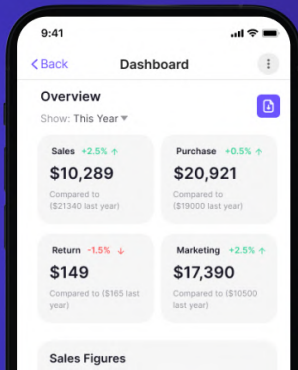 9:41
Back Dashboard
Overview
Show: This Year
Sales +2.5% ↑
$10,289
Compared to
($21340 last year)
Purchase +0.5% ↑
$20,921
Compared to
($19000 last year)
Return -1.5% ↓
$149
Compared to ($165 last
year)
Marketing +2.5% ↑
$17,390
Compared to ($10500
last year)
Sales Figures